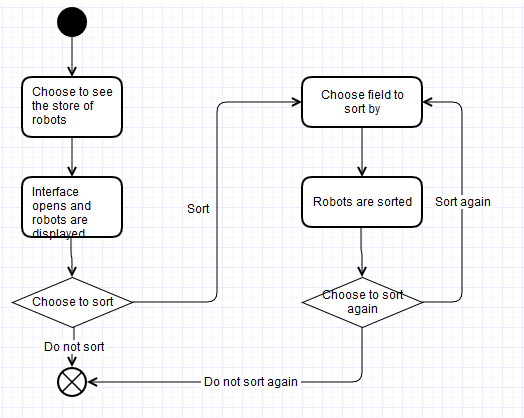 Choose to see
the store of
robots
Interface
opens and
robots are
displayed
Choose to sort
Do not sort
Sort
Choose field to
sort by
Robots are sorted
Sort again
Choose to sort
again
Do not sort again